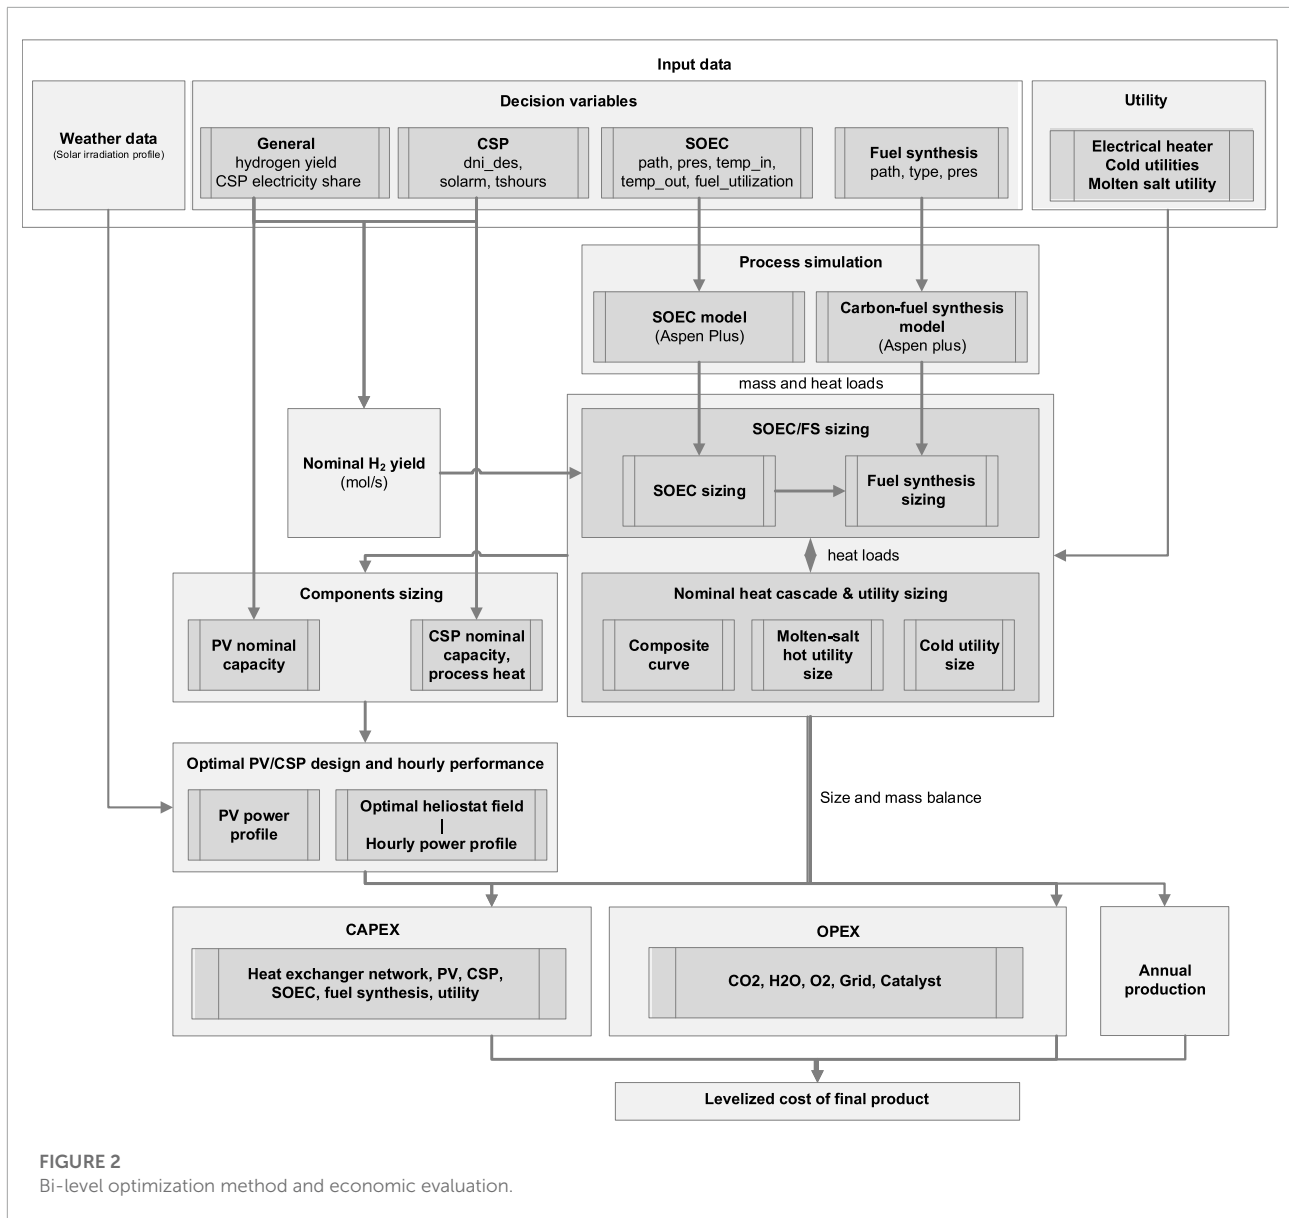 Input data
Weather data
(Solar irradiation profile)
Decision variables
General
hydrogen yield
CSP electricity share
CSP
dni_des,
solarm, tshours
SOEC
path, pres, temp_in,
temp_out, fuel_utilization
Fuel synthesis
path, type, pres
Utility
Electrical heater
Cold utilities
Molten salt utility
Process simulation
SOEC model
(Aspen Plus)
Carbon-fuel synthesis
model
(Aspen plus)
mass and heat loads
Nominal H₂ yield
(mol/s)
SOEC/FS sizing
SOEC sizing
Fuel synthesis
sizing
heat loads
Components sizing
PV nominal
capacity
CSP nominal
capacity,
process heat
Nominal heat cascade & utility sizing
Composite
curve
Molten-salt
hot utility
size
Cold utility
size
Optimal PV/CSP design and hourly performance
PV power
profile
Optimal heliostat field
Hourly power profile
Size and mass balance
CAPEX
Heat exchanger network, PV, CSP,
SOEC, fuel synthesis, utility
OPEX
CO2, H2O, O2, Grid, Catalyst
Annual
production
Levelized cost of final product
FIGURE 2
Bi-level optimization method and economic evaluation.